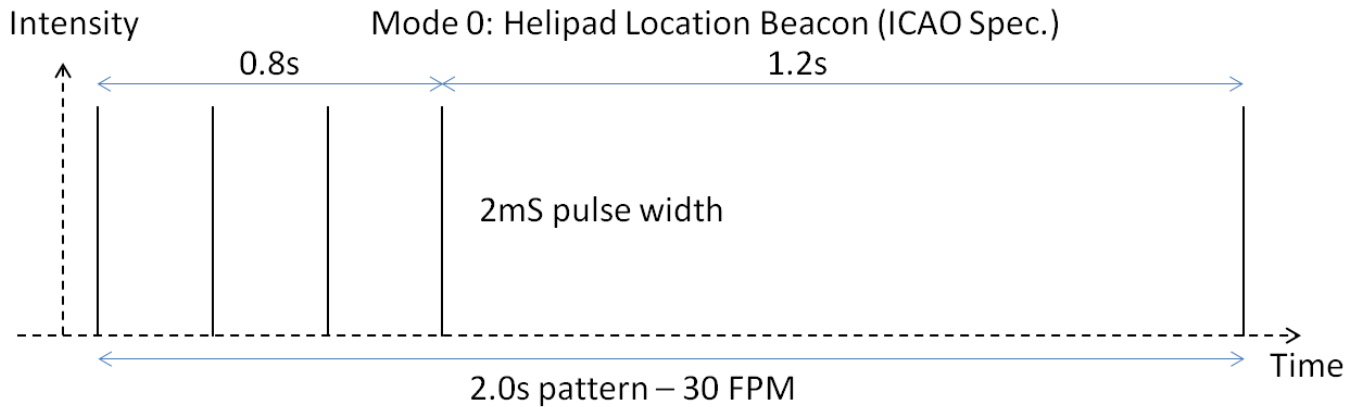 Intensity
Mode 0: Helipad Location Beacon (ICAO Spec.)
0.8s
1.2s
2mS pulse width
Time
2.0s pattern – 30 FPM